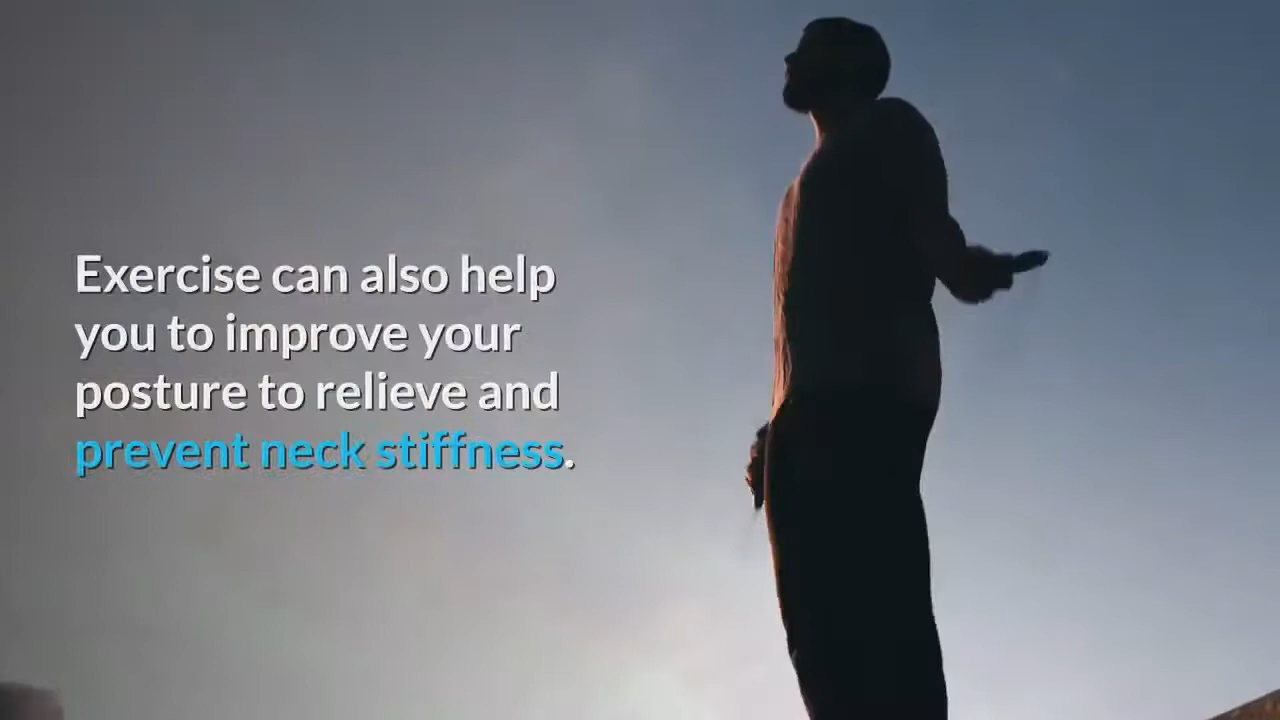 Exercise can also help
you to improve your
posture to relieve and
prevent neck stiffness.